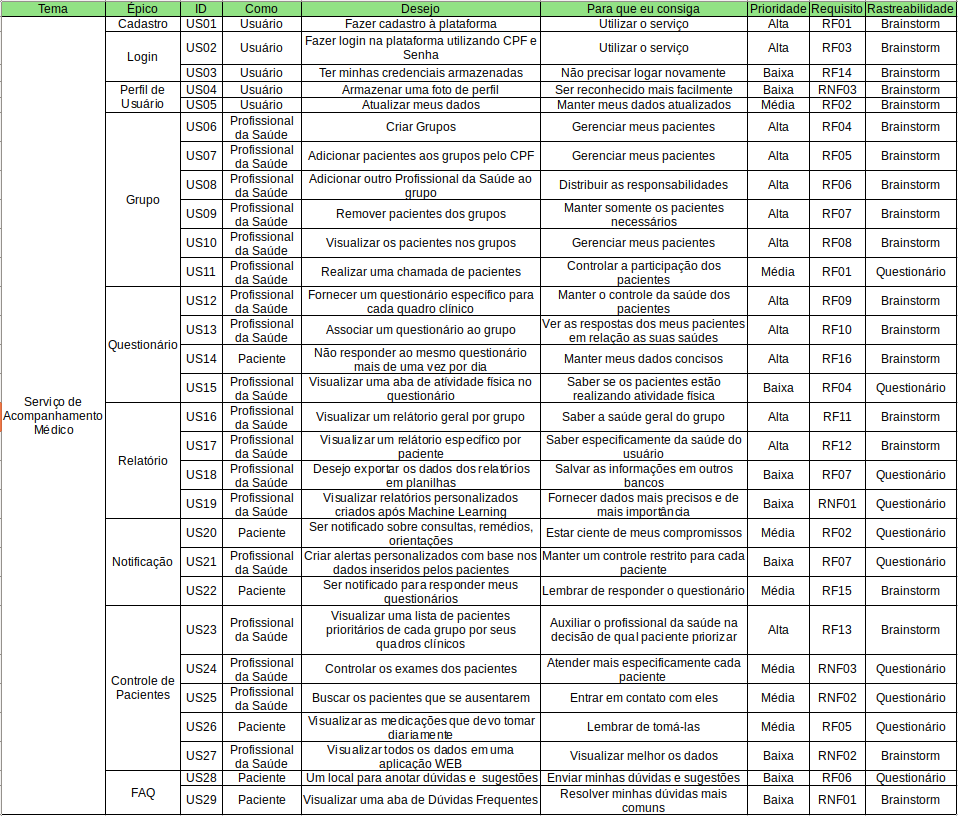 Tema Épico ID Como Desejo Para que eu consiga Prioridade Requisito Rastreabilidade
Serviço de
Acompanhamento
Médico
Cadastro
US01 Usuário Fazer cadastro à plataforma Utilizar o serviço Alta RF01 Brainstorm
Login
US02 Usuário Fazer login na plataforma utilizando CPF e
Senha Utilizar o serviço Alta RF03 Brainstorm
US03 Usuário Ter minhas credenciais armazenadas Não precisar logar novamente Baixa RF14 Brainstorm
Perfil de
Usuário
US04 Usuário Armazenar uma foto de perfil Ser reconhecido mais facilmente Baixa RNF03 Brainstorm
US05 Usuário Atualizar meus dados Manter meus dados atualizados Média RF02 Brainstorm
Grupo
US06 Profissional
da Saúde Criar Grupos Gerenciar meus pacientes Alta RF04 Brainstorm
US07 Profissional
da Saúde Adicionar pacientes aos grupos pelo CPF Gerenciar meus pacientes Alta RF05 Brainstorm
US08 Profissional
da Saúde Adicionar outro Profissional da Saúde ao
grupo Distribuir as responsabilidades Alta RF06 Brainstorm
US09 Profissional
da Saúde Remover pacientes dos grupos Manter somente os pacientes
necessários Alta RF07 Brainstorm
US10 Profissional
da Saúde Visualizar os pacientes nos grupos Gerenciar meus pacientes Alta RF08 Brainstorm
US11 Profissional
da Saúde Realizar uma chamada de pacientes Controlar a participação dos
pacientes Média RF01 Questionário
Questionário
US12 Profissional
da Saúde Fornecer um questionário específico para
cada quadro clínico Manter o controle da saúde dos
pacientes Alta RF09 Brainstorm
US13 Profissional
da Saúde Associar um questionário ao grupo Ver as respostas dos meus pacientes
em relação as suas saúdes Alta RF10 Brainstorm
US14 Paciente Não responder ao mesmo questionário
mais de uma vez por dia Manter meus dados concisos Alta RF16 Brainstorm
US15 Profissional
da Saúde Visualizar uma aba de atividade física no
questionário Saber se os pacientes estão
realizando atividade física Baixa RF04 Questionário
Relatório
US16 Profissional
da Saúde Visualizar um relátorio geral por grupo Saber a saúde geral do grupo Alta RF11 Brainstorm
US17 Profissional
da Saúde Visualizar um relátorio específico por
paciente Saber especificamente da saúde do
usuário Alta RF12 Brainstorm
US18 Profissional
da Saúde Desejo exportar os dados dos relatórios
em planilhas Salvar as informações em outros
bancos Baixa RF07 Questionário
US19 Profissional
da Saúde Visualizar relatórios personalizados
criados após Machine Learning Fornecer dados mais precisos e de
mais importância Baixa RNF01 Questionário
Notificação
US20 Paciente Ser notificado sobre consultas, remédios,
orientações Estar ciente de meus compromissos Média RF02 Questionário
US21 Profissional
da Saúde Criar alertas personalizados com base nos
dados inseridos pelos pacientes Manter um controle restrito para cada
paciente Baixa RF07 Questionário
US22 Paciente Ser notificado para responder meus
questionários Lembrar de responder o questionário Média RF15 Brainstorm
Controle de
Pacientes
US23 Profissional
da Saúde Visualizar uma lista de pacientes
prioritários de cada grupo por seus
quadros clínicos Auxiliar o profissional da saúde na
decisão de qual paciente priorizar Alta RF13 Brainstorm
US24 Profissional
da Saúde Controlar os exames dos pacientes Atender mais especificamente cada
paciente Média RNF03 Questionário
US25 Profissional
da Saúde Buscar os pacientes que se ausentarem Entrar em contato com eles Média RNF02 Questionário
US26 Paciente Visualizar as medicações que devo tomar
diariamente Lembrar de tomá-las Média RF05 Questionário
US27 Profissional
da Saúde Visualizar todos os dados em uma
aplicação WEB Visualizar melhor os dados Baixa RNF02 Brainstorm
FAQ
US28 Paciente Um local para anotar dúvidas e sugestões Enviar minhas dúvidas e sugestões Baixa RF06 Questionário
US29 Paciente Visualizar uma aba de Dúvidas Frequentes Resolver minhas dúvidas mais
comuns Baixa RNF01 Brainstorm